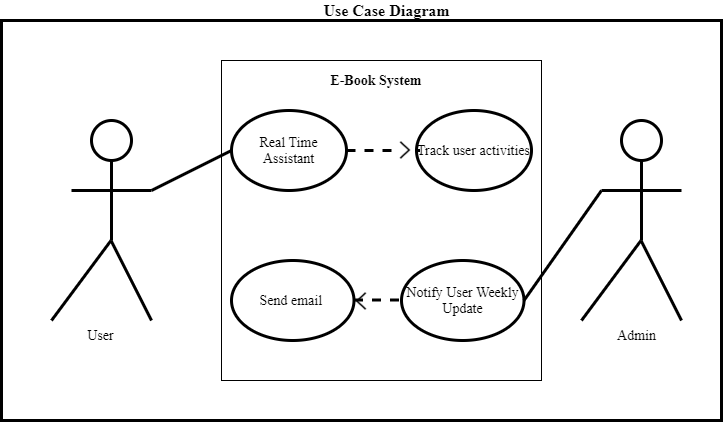 Use Case Diagram
E-Book System
Real Time
Assistant
Track user activities
Send email
Notify User Weekly
Update
User
Admin